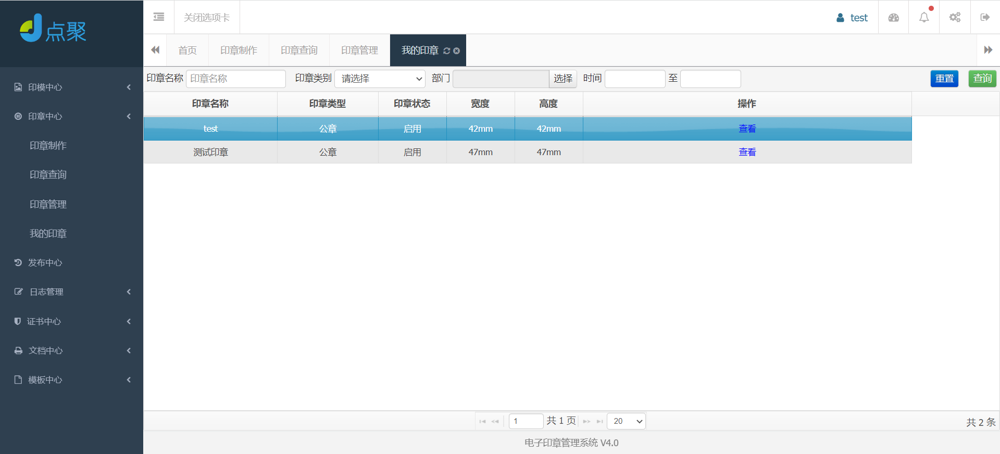 点聚
关闭选项卡
test
首页 印章制作 印章查询 印章管理 我的印章
印章名称 印章名称 印章类别 请选择 部门 选择 时间 至 重置 查询
印章名称 印章类型 印章状态 宽度 高度 操作
test 公章 启用 42mm 42mm 查看
测试印章 公章 启用 47mm 47mm 查看
印模中心
印章中心
印章制作
印章查询
印章管理
我的印章
发布中心
日志管理
证书中心
文档中心
模板中心
1 共 1 页 20
共 2 条
电子印章管理系统 V4.0